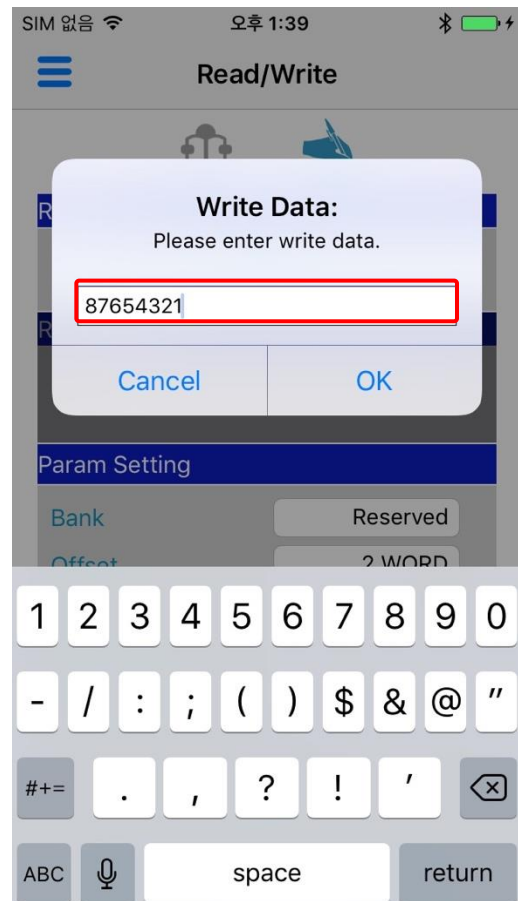 SIM 없음 오후 1:39
Read/Write
Write Data:
Please enter write data.
87654321
Cancel OK
Param Setting
Bank Reserved
Offset 2 WORD
1 2 3 4 5 6 7 8 9 0
- / : ; ( ) $ & @ "
#+= . , ? ! '
ABC space return